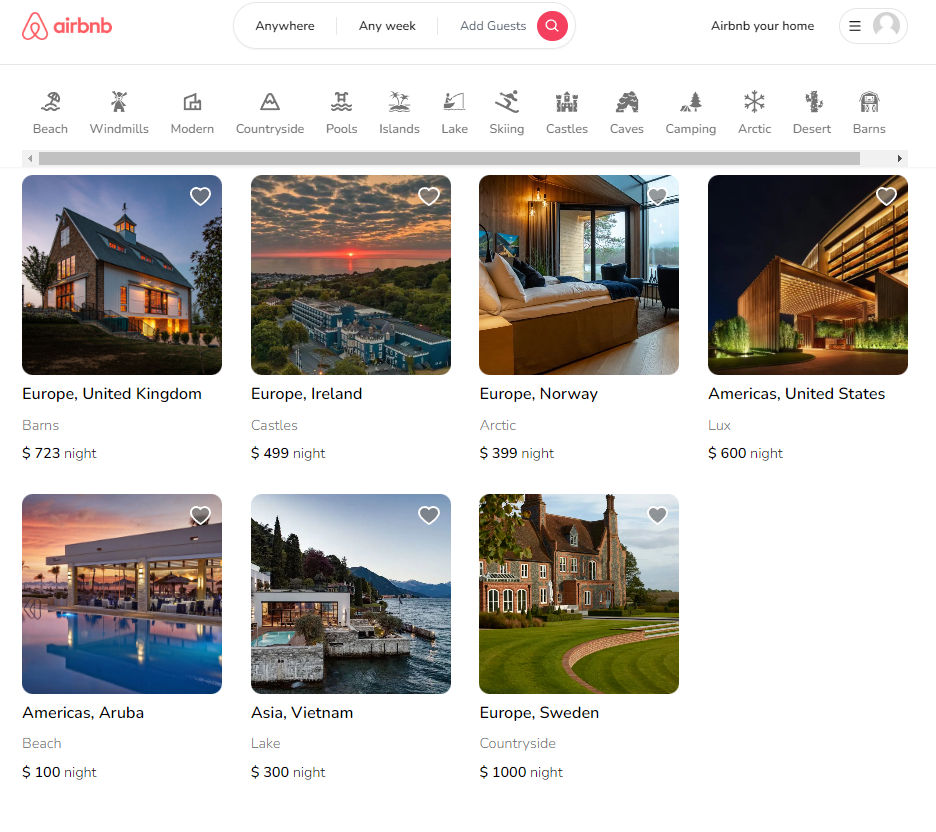 airbnb
Anywhere
Any week
Add Guests
Airbnb your home
Beach
Windmills
Modern
Countryside
Pools
Islands
Lake
Skiing
Castles
Caves
Camping
Arctic
Desert
Barns
Europe, United Kingdom
Barns
$ 723 night
Europe, Ireland
Castles
$ 499 night
Europe, Norway
Arctic
$ 399 night
Americas, United States
Lux
$ 600 night
Americas, Aruba
Beach
$ 100 night
Asia, Vietnam
Lake
$ 300 night
Europe, Sweden
Countryside
$ 1000 night